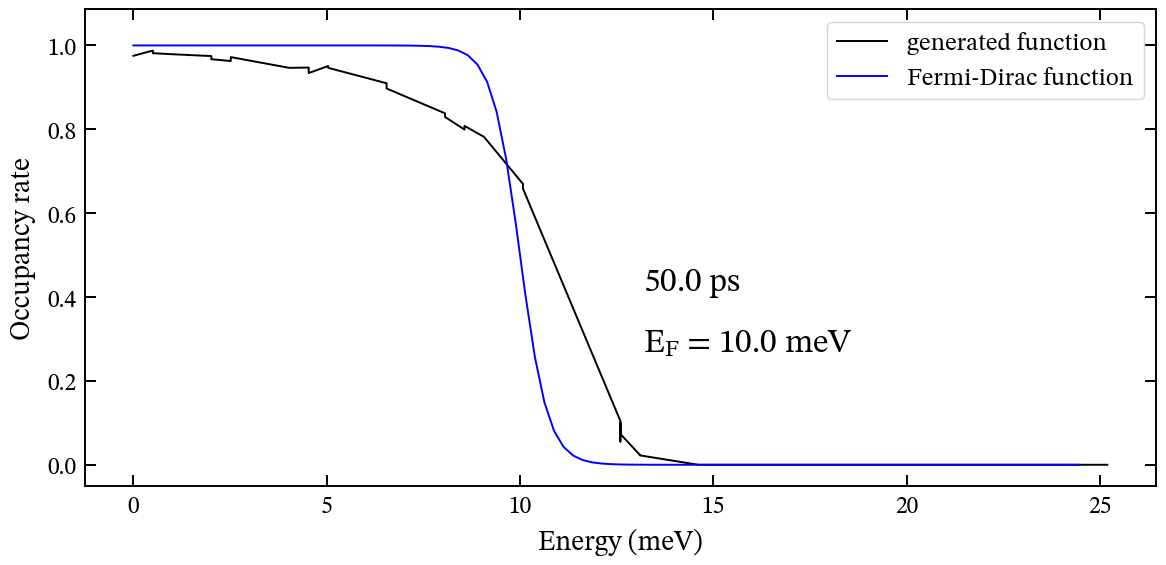 generated function
Fermi-Dirac function
Occupancy rate
1.0
0.8
0.6
0.4
0.2
0.0
50.0 ps
E_F = 10.0 meV
0 5 10 15 20 25
Energy (meV)